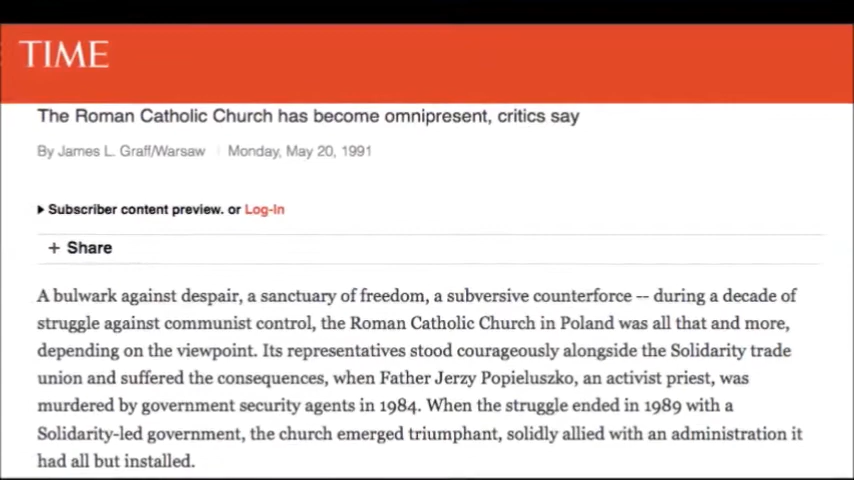 TIME
The Roman Catholic Church has become omnipresent, critics say
By James L. Graff/Warsaw | Monday, May 20, 1991
Subscriber content preview. or Log-In
+ Share
A bulwark against despair, a sanctuary of freedom, a subversive counterforce -- during a decade of
struggle against communist control, the Roman Catholic Church in Poland was all that and more,
depending on the viewpoint. Its representatives stood courageously alongside the Solidarity trade
union and suffered the consequences, when Father Jerzy Popieluszko, an activist priest, was
murdered by government security agents in 1984. When the struggle ended in 1989 with a
Solidarity-led government, the church emerged triumphant, solidly allied with an administration it
had all but installed.